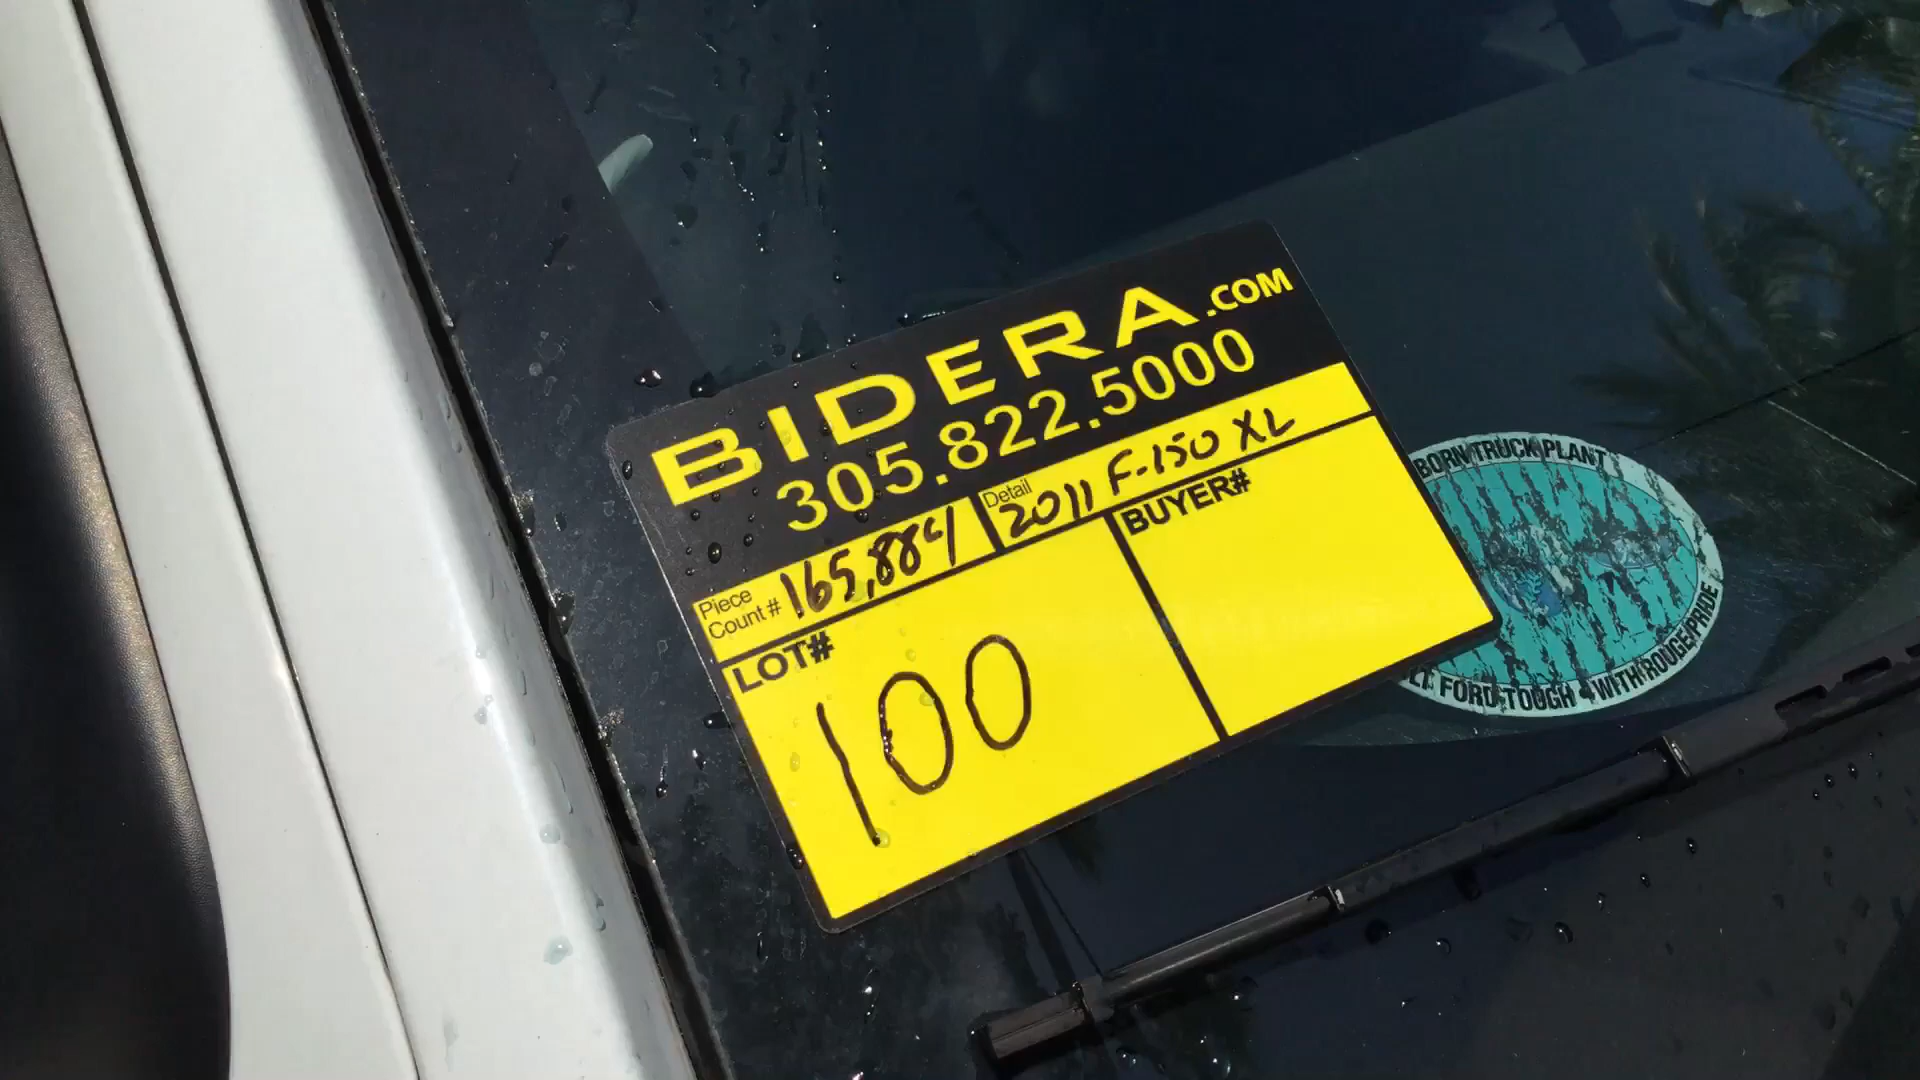 BIDERA.COM
305.822.5000
Piece Count# 165,884
Detail 2011 F-150 XL
LOT# 100
BUYER#
BORN TRUCK PLANT
LT FORD TOUGH WITH ROUGE PRIDE